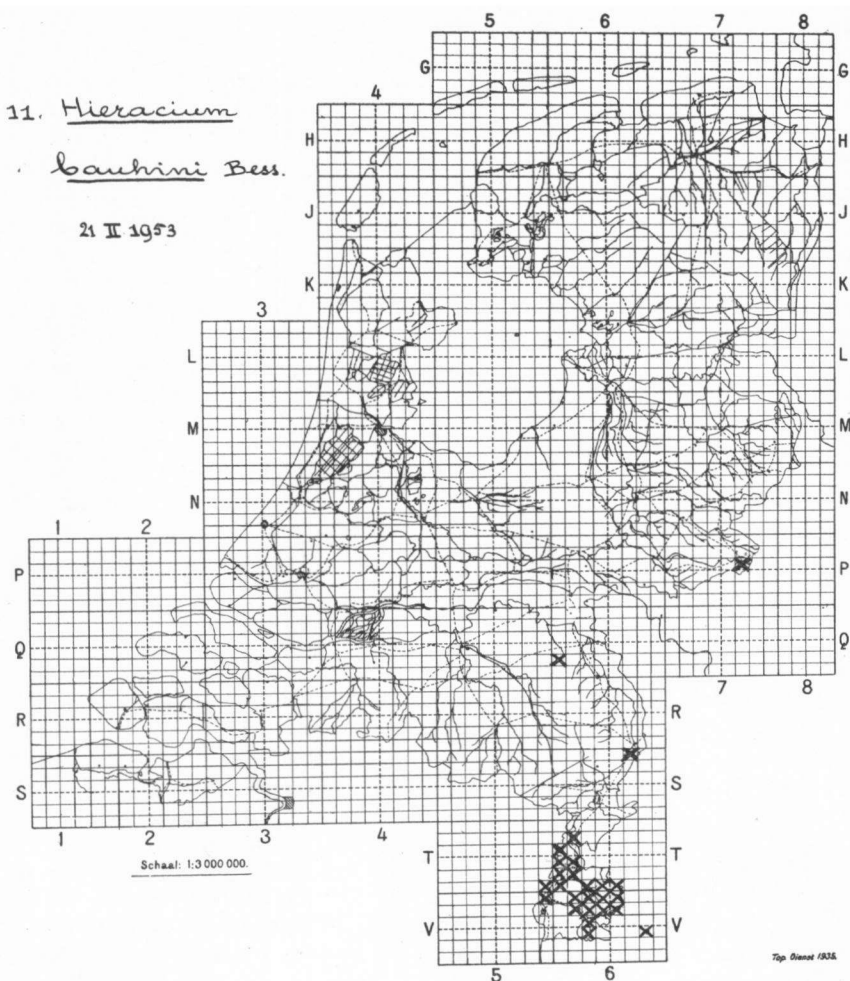 5 6 7 8
G G
11. Hieracium
4
H H
bauhini Bess.
J J
21 II 1953
K K
3
L L
M M
N N
1 2
P P
Q Q
7 8
R R
S S
1 2 3 4
Schaal: 1:3 000 000.
T T
V V
5 6
Top. Dienst 1935.